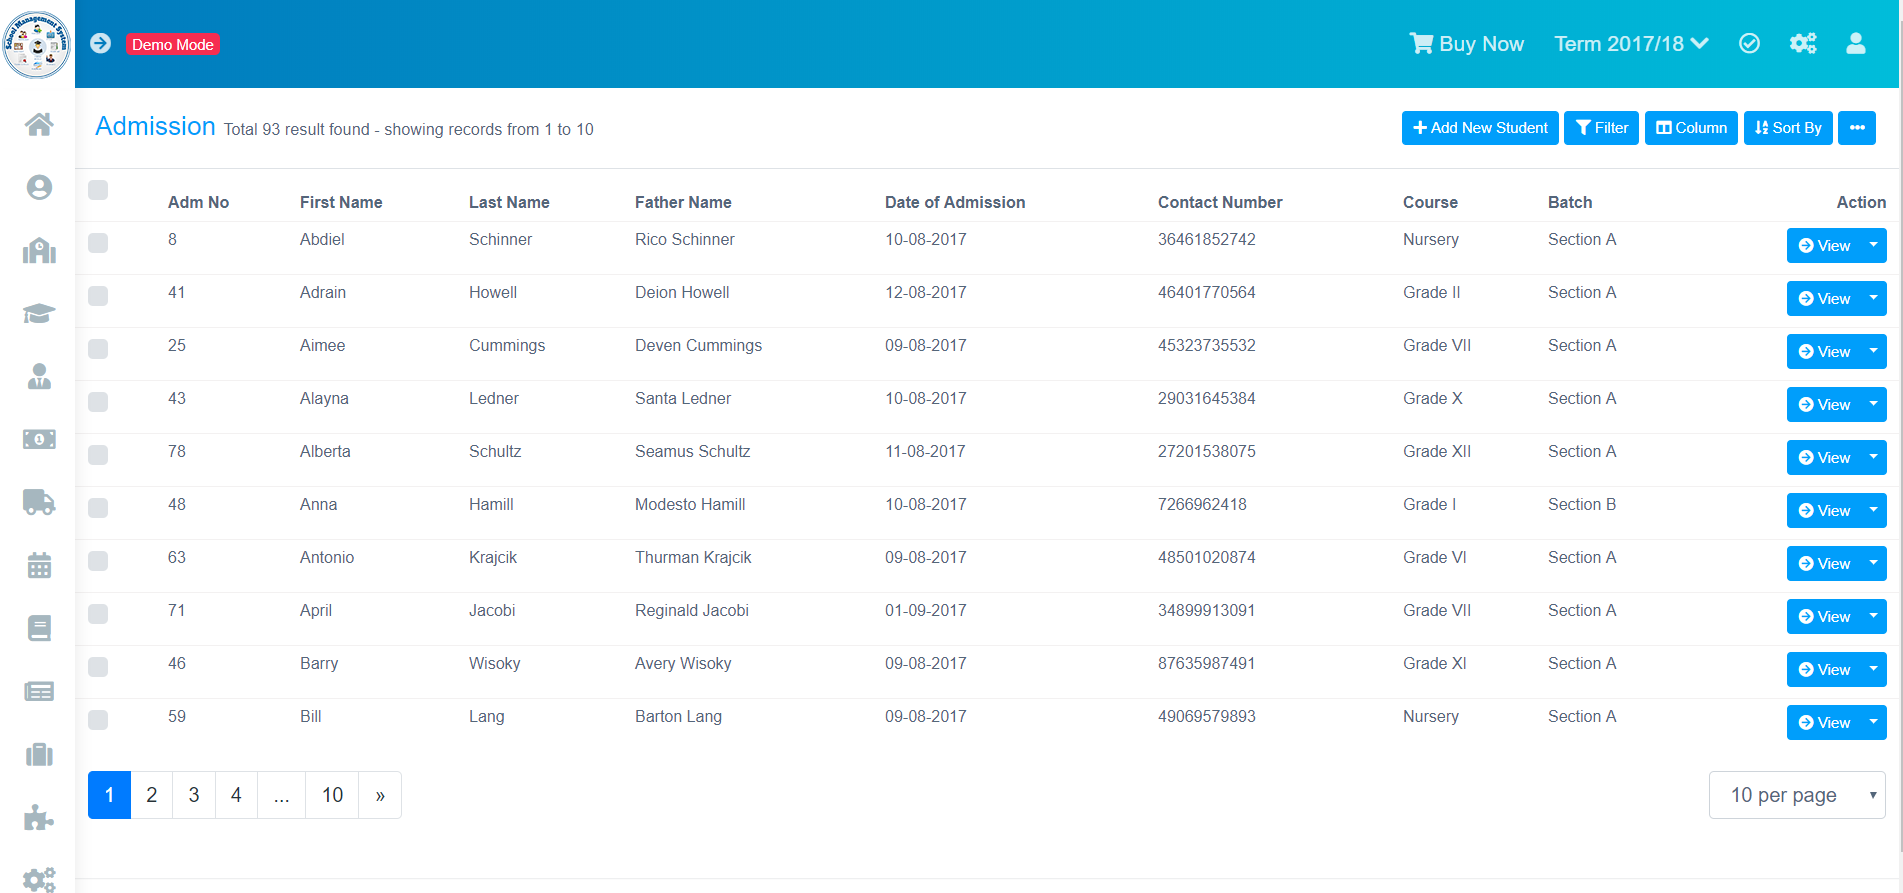 School Management System
Demo Mode
Buy Now
Term 2017/18
Admission Total 93 result found - showing records from 1 to 10
Add New Student
Filter
Column
Sort By
Adm No First Name Last Name Father Name Date of Admission Contact Number Course Batch Action
8 Abdiel Schinner Rico Schinner 10-08-2017 36461852742 Nursery Section A View
41 Adrain Howell Deion Howell 12-08-2017 46401770564 Grade II Section A View
25 Aimee Cummings Deven Cummings 09-08-2017 45323735532 Grade VII Section A View
43 Alayna Ledner Santa Ledner 10-08-2017 29031645384 Grade X Section A View
78 Alberta Schultz Seamus Schultz 11-08-2017 27201538075 Grade XII Section A View
48 Anna Hamill Modesto Hamill 10-08-2017 7266962418 Grade I Section B View
63 Antonio Krajcik Thurman Krajcik 09-08-2017 48501020874 Grade VI Section A View
71 April Jacobi Reginald Jacobi 01-09-2017 34899913091 Grade VII Section A View
46 Barry Wisoky Avery Wisoky 09-08-2017 87635987491 Grade XI Section A View
59 Bill Lang Barton Lang 09-08-2017 49069579893 Nursery Section A View
1 2 3 4 ... 10 »
10 per page